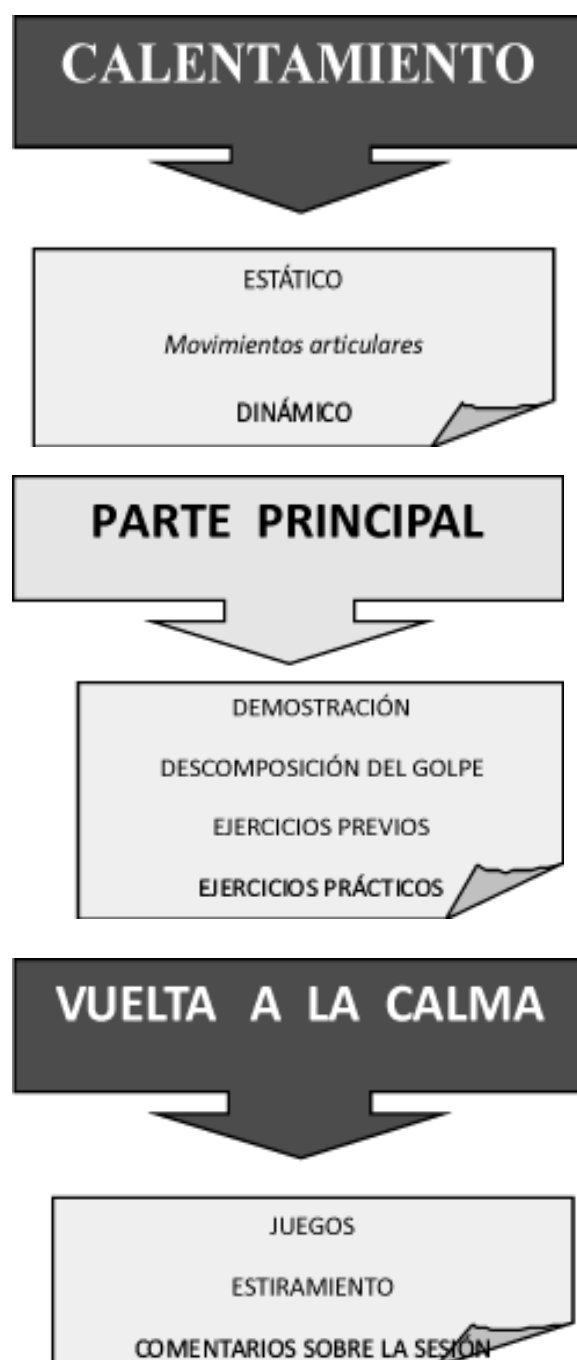 CALENTAMIENTO
ESTÁTICO
Movimientos articulares
DINÁMICO
PARTE PRINCIPAL
DEMOSTRACIÓN
DESCOMPOSICIÓN DEL GOLPE
EJERCICIOS PREVIOS
EJERCICIOS PRÁCTICOS
VUELTA A LA CALMA
JUEGOS
ESTIRAMIENTO
COMENTARIOS SOBRE LA SESIÓN